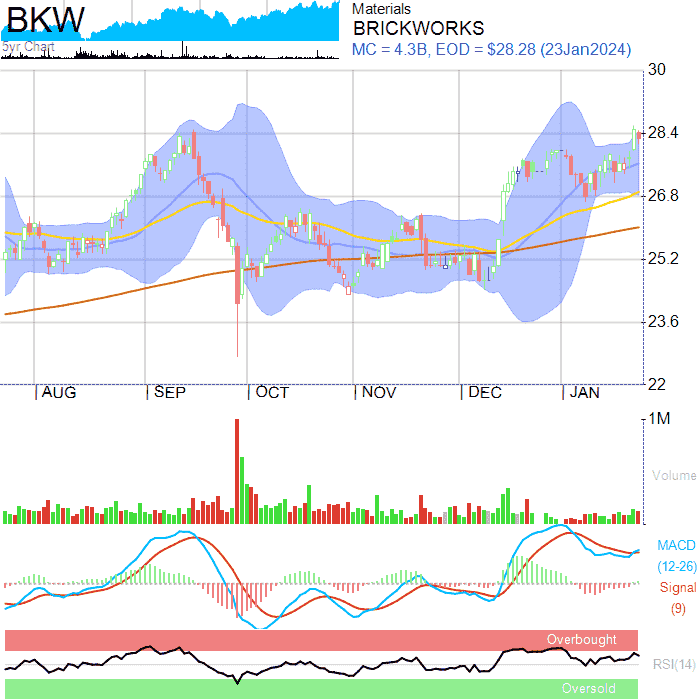 BKW
5yr Chart
Materials
BRICKWORKS
MC = 4.3B, EOD = $28.28 (23Jan2024)
30
28.4
26.8
25.2
23.6
22
AUG SEP OCT NOV DEC JAN
1M
Volume
MACD
(12-26)
Signal
(9)
Overbought
RSI(14)
Oversold